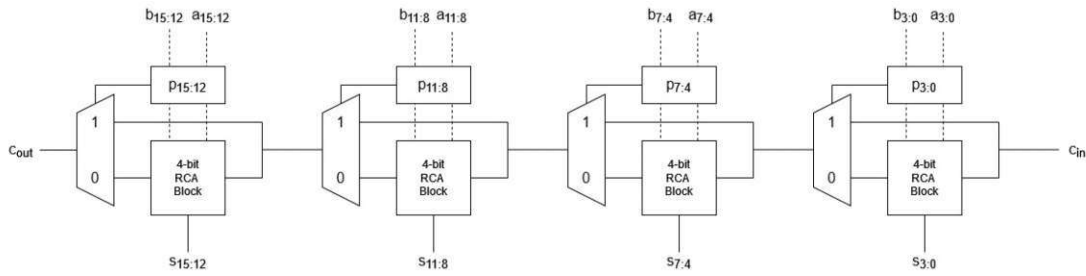 b15:12 a15:12 b11:8 a11:8 b7:4 a7:4 b3:0 a3:0
p15:12 p11:8 p7:4 p3:0
1 1 1 1
cout cin
0 4-bit RCA Block 0 4-bit RCA Block 0 4-bit RCA Block 0 4-bit RCA Block
s15:12 s11:8 s7:4 s3:0